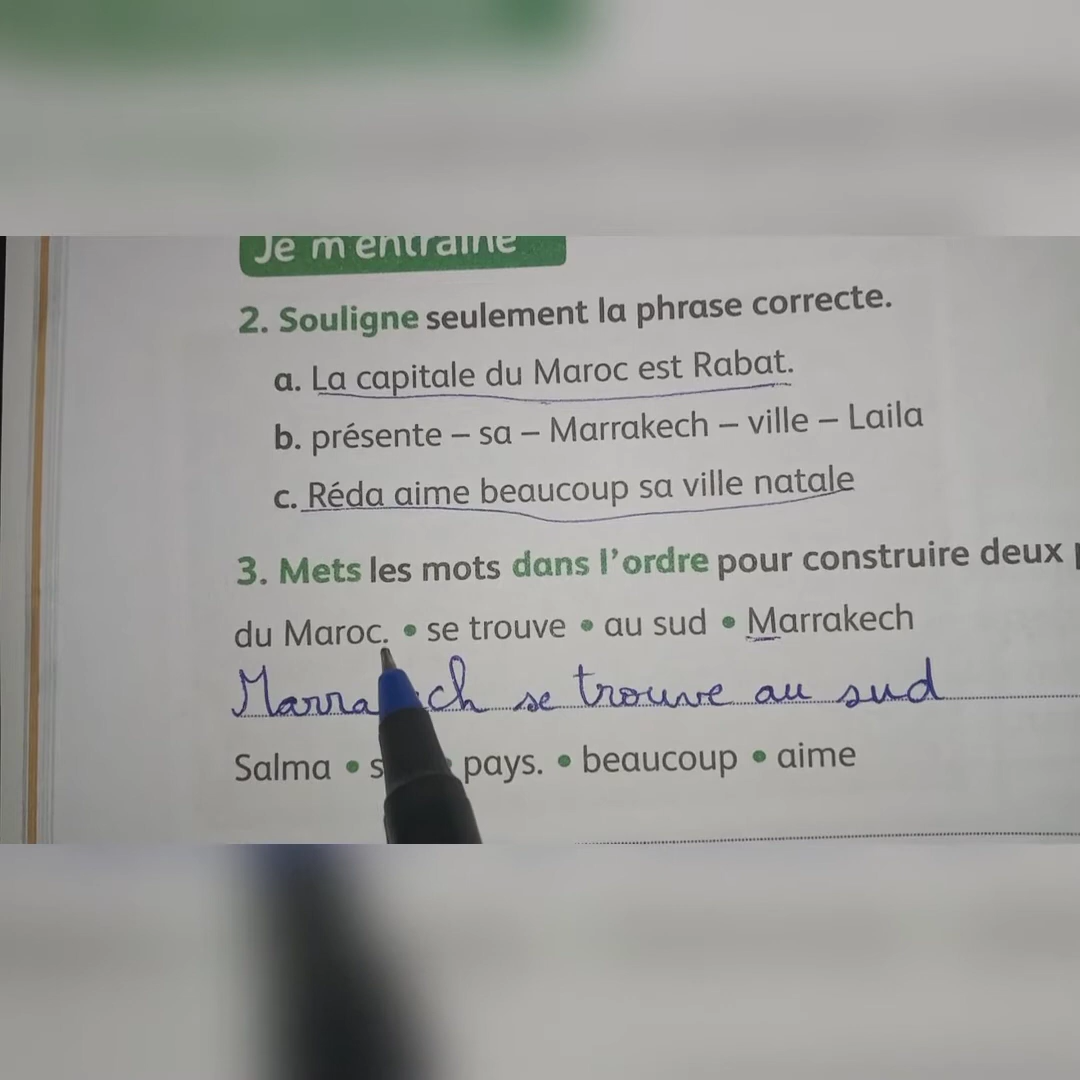 Je m'entraîne
2. Souligne seulement la phrase correcte.
a. La capitale du Maroc est Rabat.
b. présente – sa – Marrakech – ville – Laila
c. Réda aime beaucoup sa ville natale
3. Mets les mots dans l'ordre pour construire deux
du Maroc. • se trouve • au sud • Marrakech
se trouve au sud
Salma • pays. • beaucoup • aime